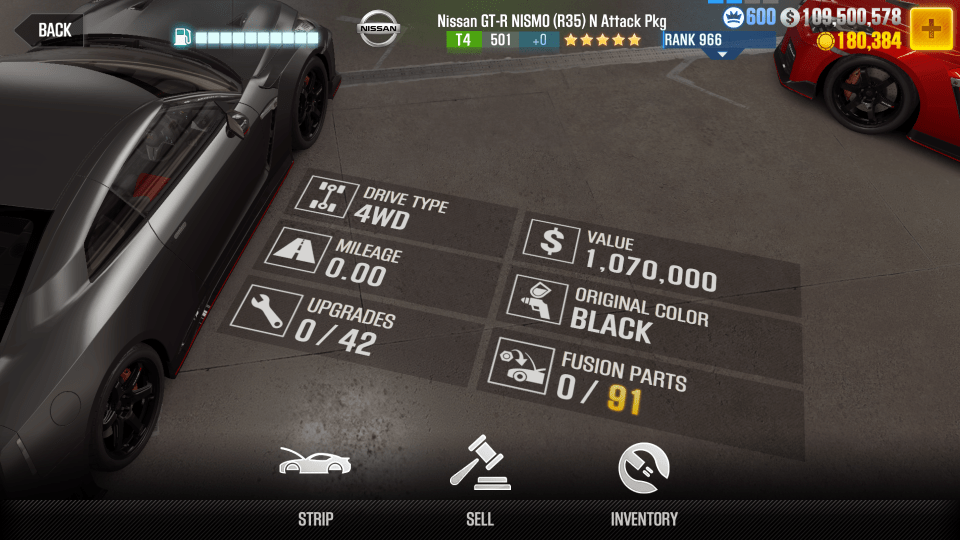 BACK
NISSAN
Nissan GT-R NISMO (R35) N Attack Pkg
T4 501 +0
RANK 966
600 $ 109,500,578
180,384
DRIVE TYPE
4WD
MILEAGE
0.00
UPGRADES
0 / 42
VALUE
1,070,000
ORIGINAL COLOR
BLACK
FUSION PARTS
0 / 91
STRIP
SELL
INVENTORY